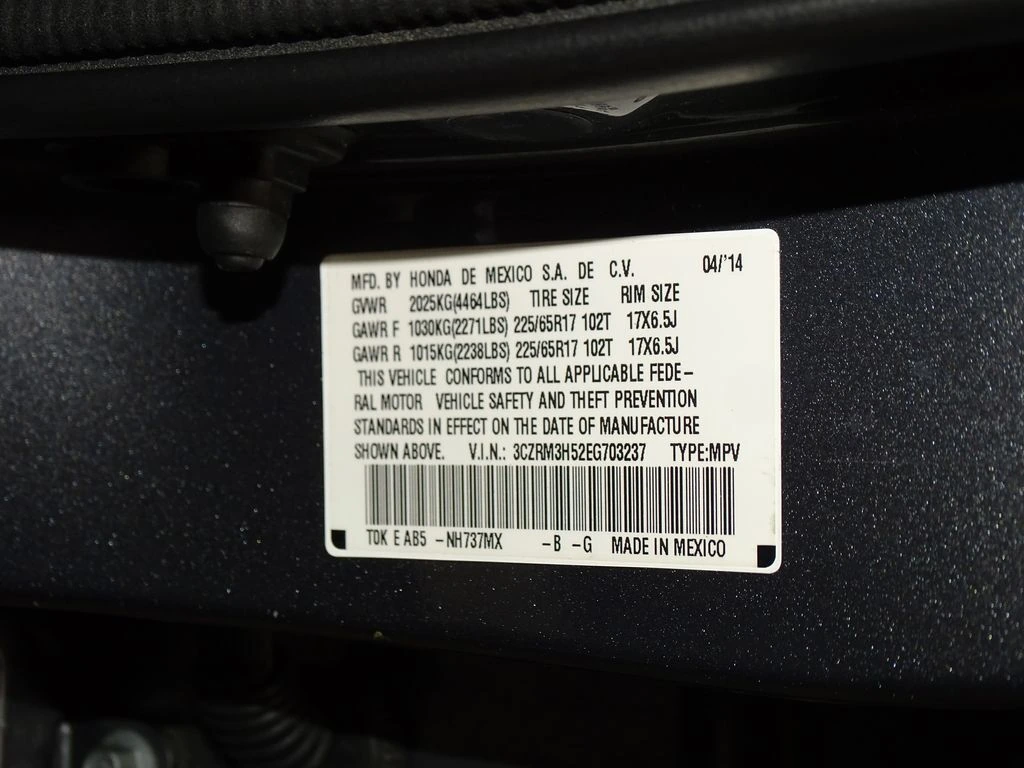 MFD. BY HONDA DE MEXICO S.A. DE C.V. 04/'14
GVWR 2025KG(4464LBS) TIRE SIZE RIM SIZE
GAWR F 1030KG(2271LBS) 225/65R17 102T 17X6.5J
GAWR R 1015KG(2238LBS) 225/65R17 102T 17X6.5J
THIS VEHICLE CONFORMS TO ALL APPLICABLE FEDE-
RAL MOTOR VEHICLE SAFETY AND THEFT PREVENTION
STANDARDS IN EFFECT ON THE DATE OF MANUFACTURE
SHOWN ABOVE. V.I.N.: 3CZRM3H52EG703237 TYPE:MPV
T0K E AB5 -NH737MX -B -G MADE IN MEXICO